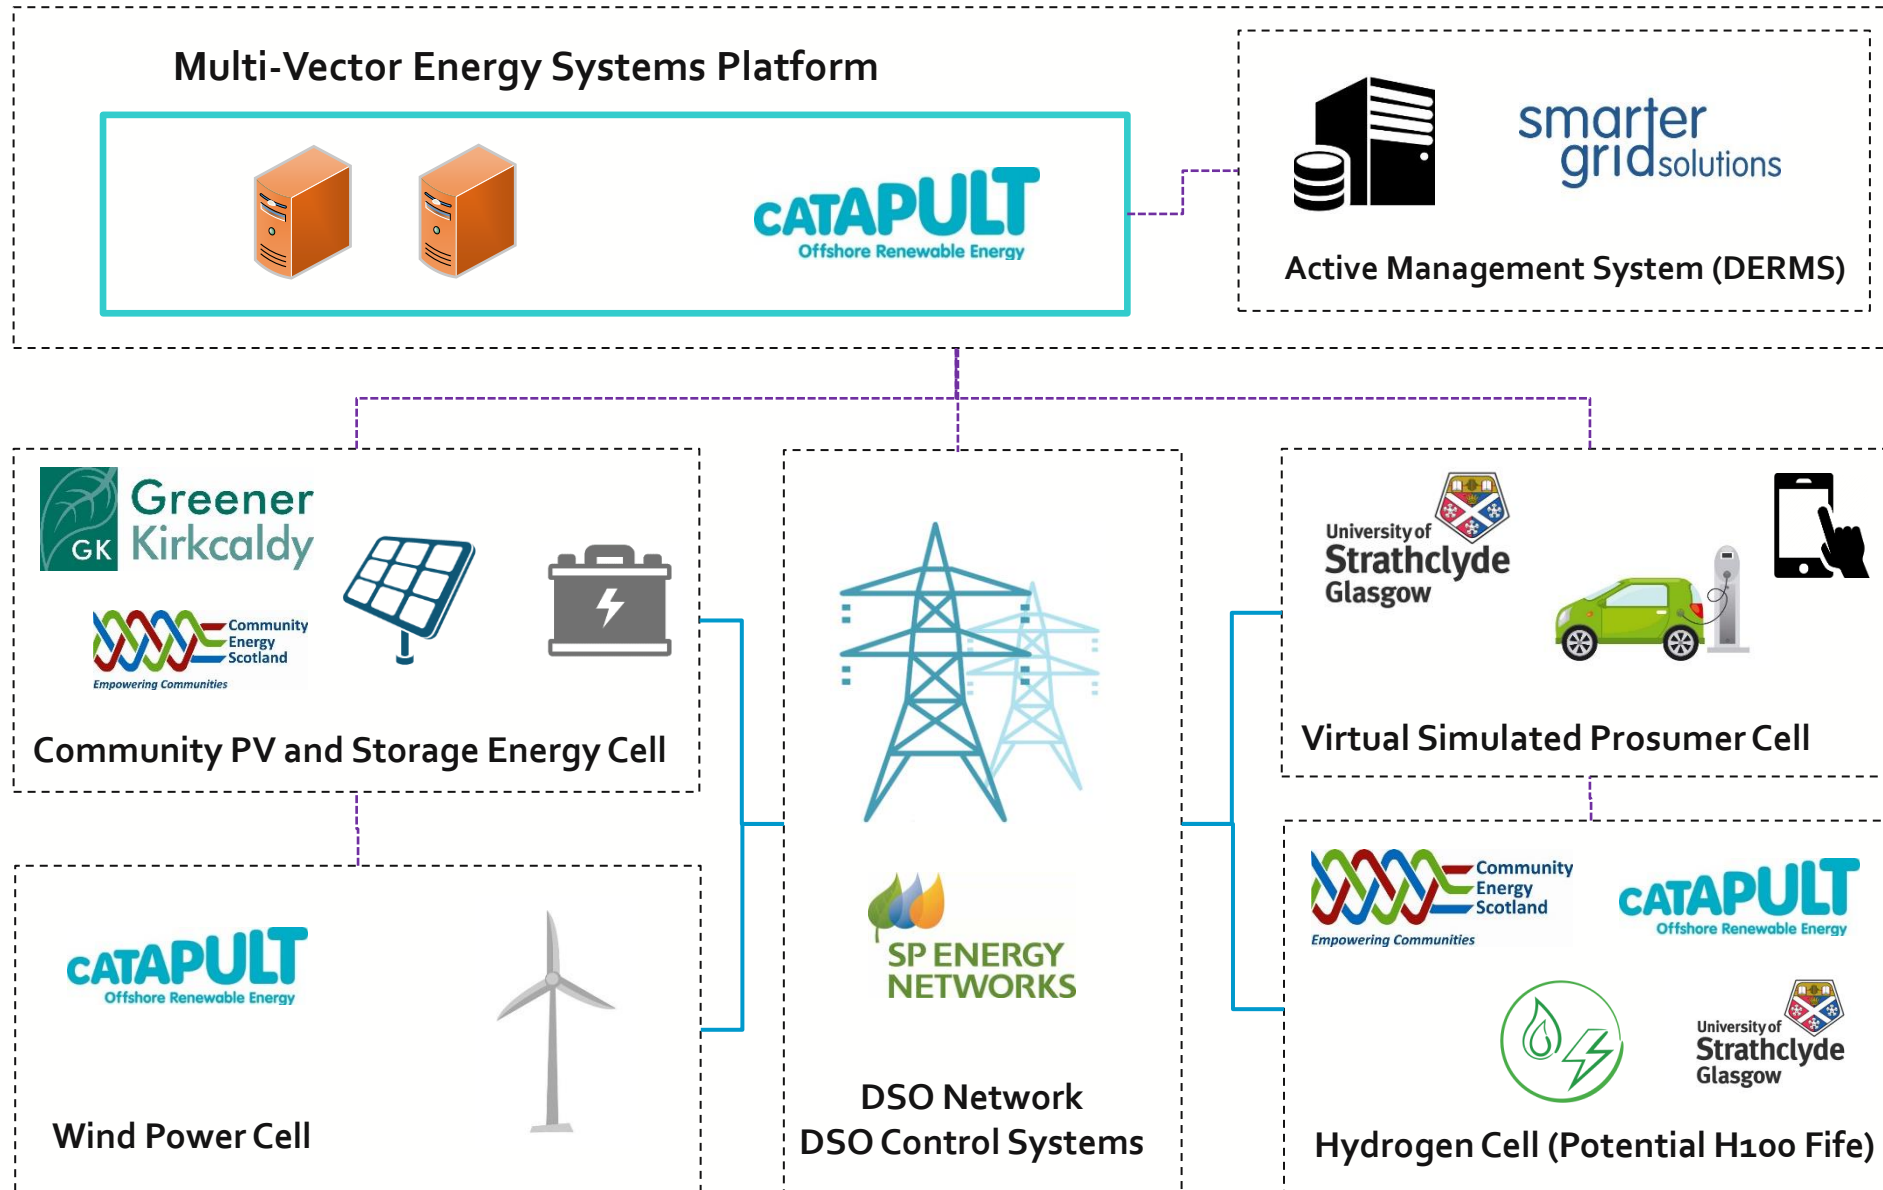 Multi-Vector Energy Systems Platform
CATAPULT
Offshore Renewable Energy
smarter
gridsolutions
Active Management System (DERMS)
GK
Greener
Kirkcaldy
Community
Energy
Scotland
Empowering Communities
Community PV and Storage Energy Cell
University of
Strathclyde
Glasgow
Virtual Simulated Prosumer Cell
CATAPULT
Offshore Renewable Energy
Wind Power Cell
SP ENERGY
NETWORKS
DSO Network
DSO Control Systems
Community
Energy
Scotland
Empowering Communities
CATAPULT
Offshore Renewable Energy
University of
Strathclyde
Glasgow
Hydrogen Cell (Potential H100 Fife)